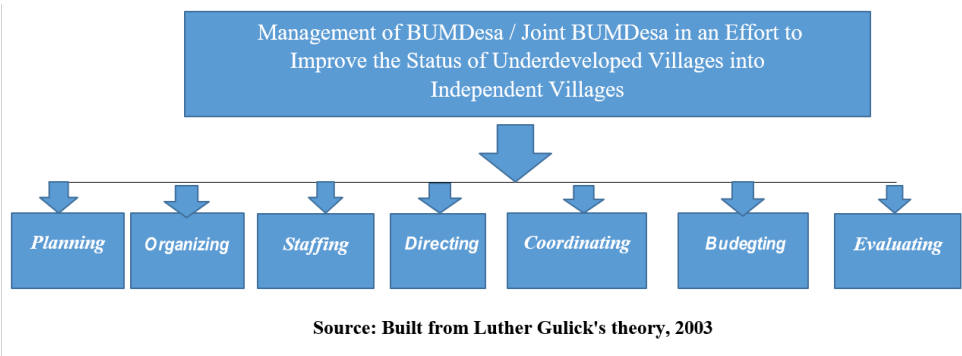 Management of BUMDesa / Joint BUMDesa in an Effort to
Improve the Status of Underdeveloped Villages into
Independent Villages
Planning
Organizing
Staffing
Directing
Coordinating
Budegting
Evaluating
Source: Built from Luther Gulick's theory, 2003